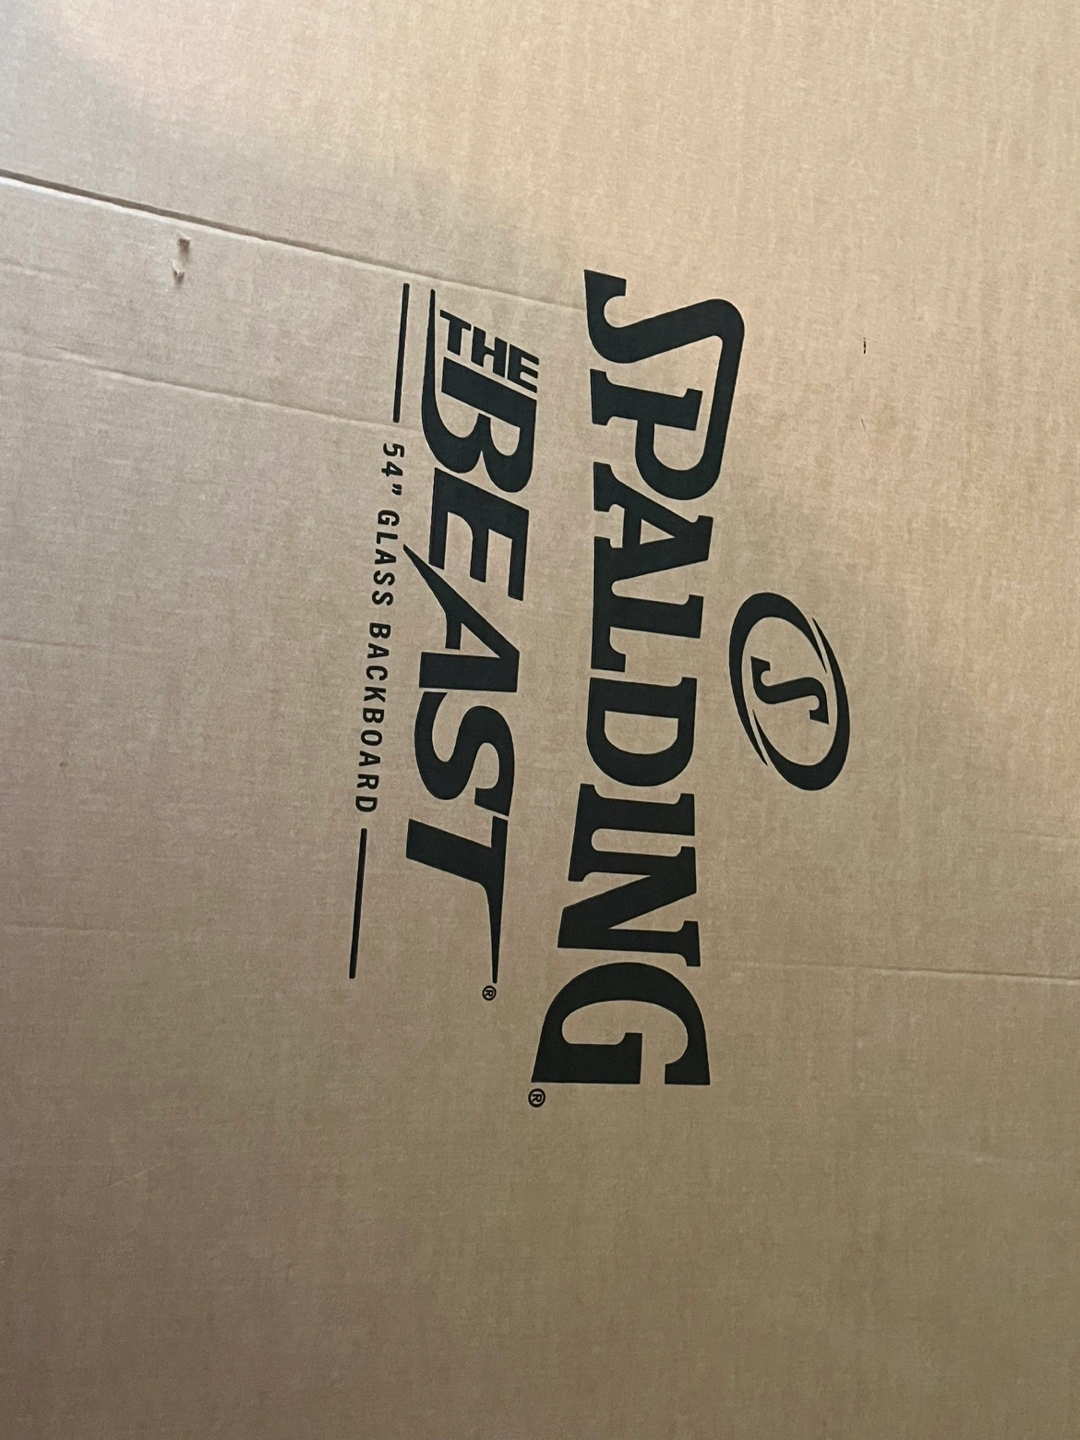 S
SPALDING®
THE
BEAST®
54" GLASS BACKBOARD